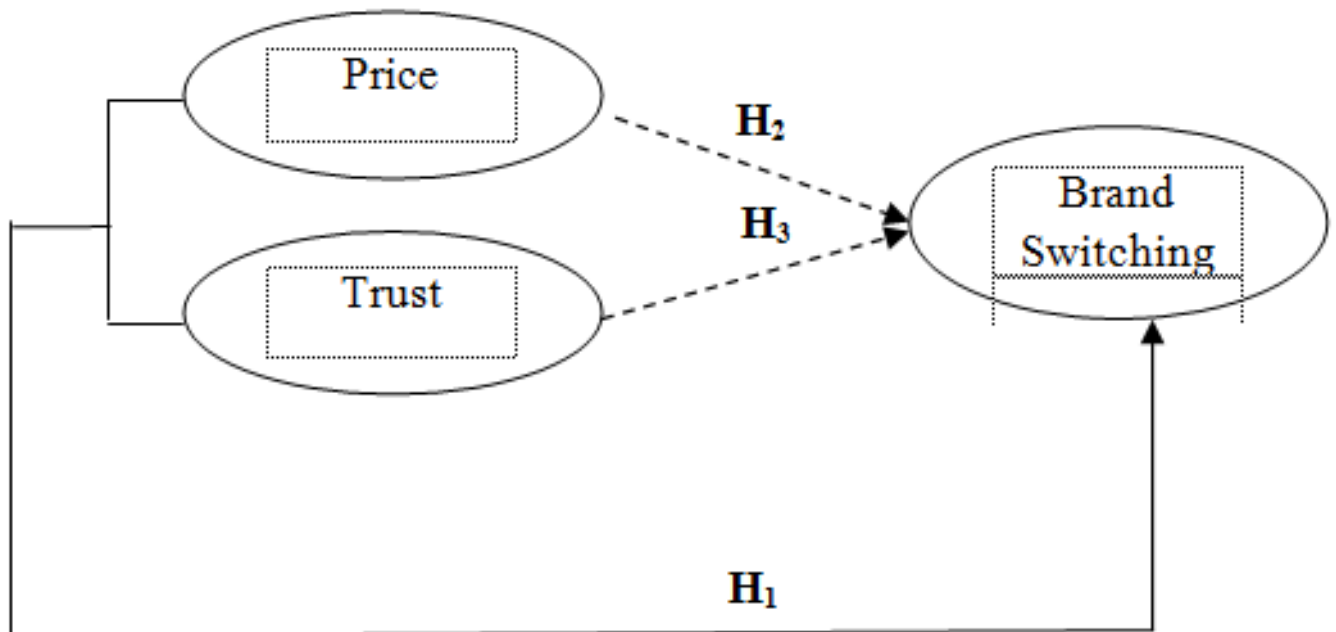 Price
H₂
Brand
Switching
H₃
Trust
H₁